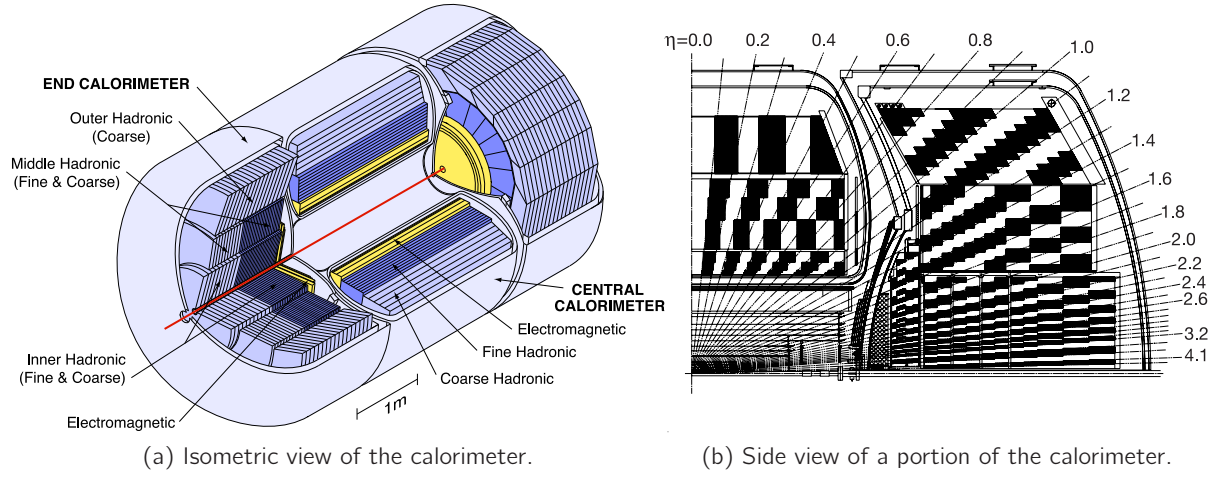 END CALORIMETER
Outer Hadronic
(Coarse)
Middle Hadronic
(Fine & Coarse)
Inner Hadronic
(Fine & Coarse)
Electromagnetic
1m
CENTRAL
CALORIMETER
Electromagnetic
Fine Hadronic
Coarse Hadronic
(a) Isometric view of the calorimeter.
η=0.0 0.2 0.4 0.6 0.8 1.0
1.2
1.4
1.6
1.8
2.0
2.2
2.4
2.6
3.2
4.1
(b) Side view of a portion of the calorimeter.